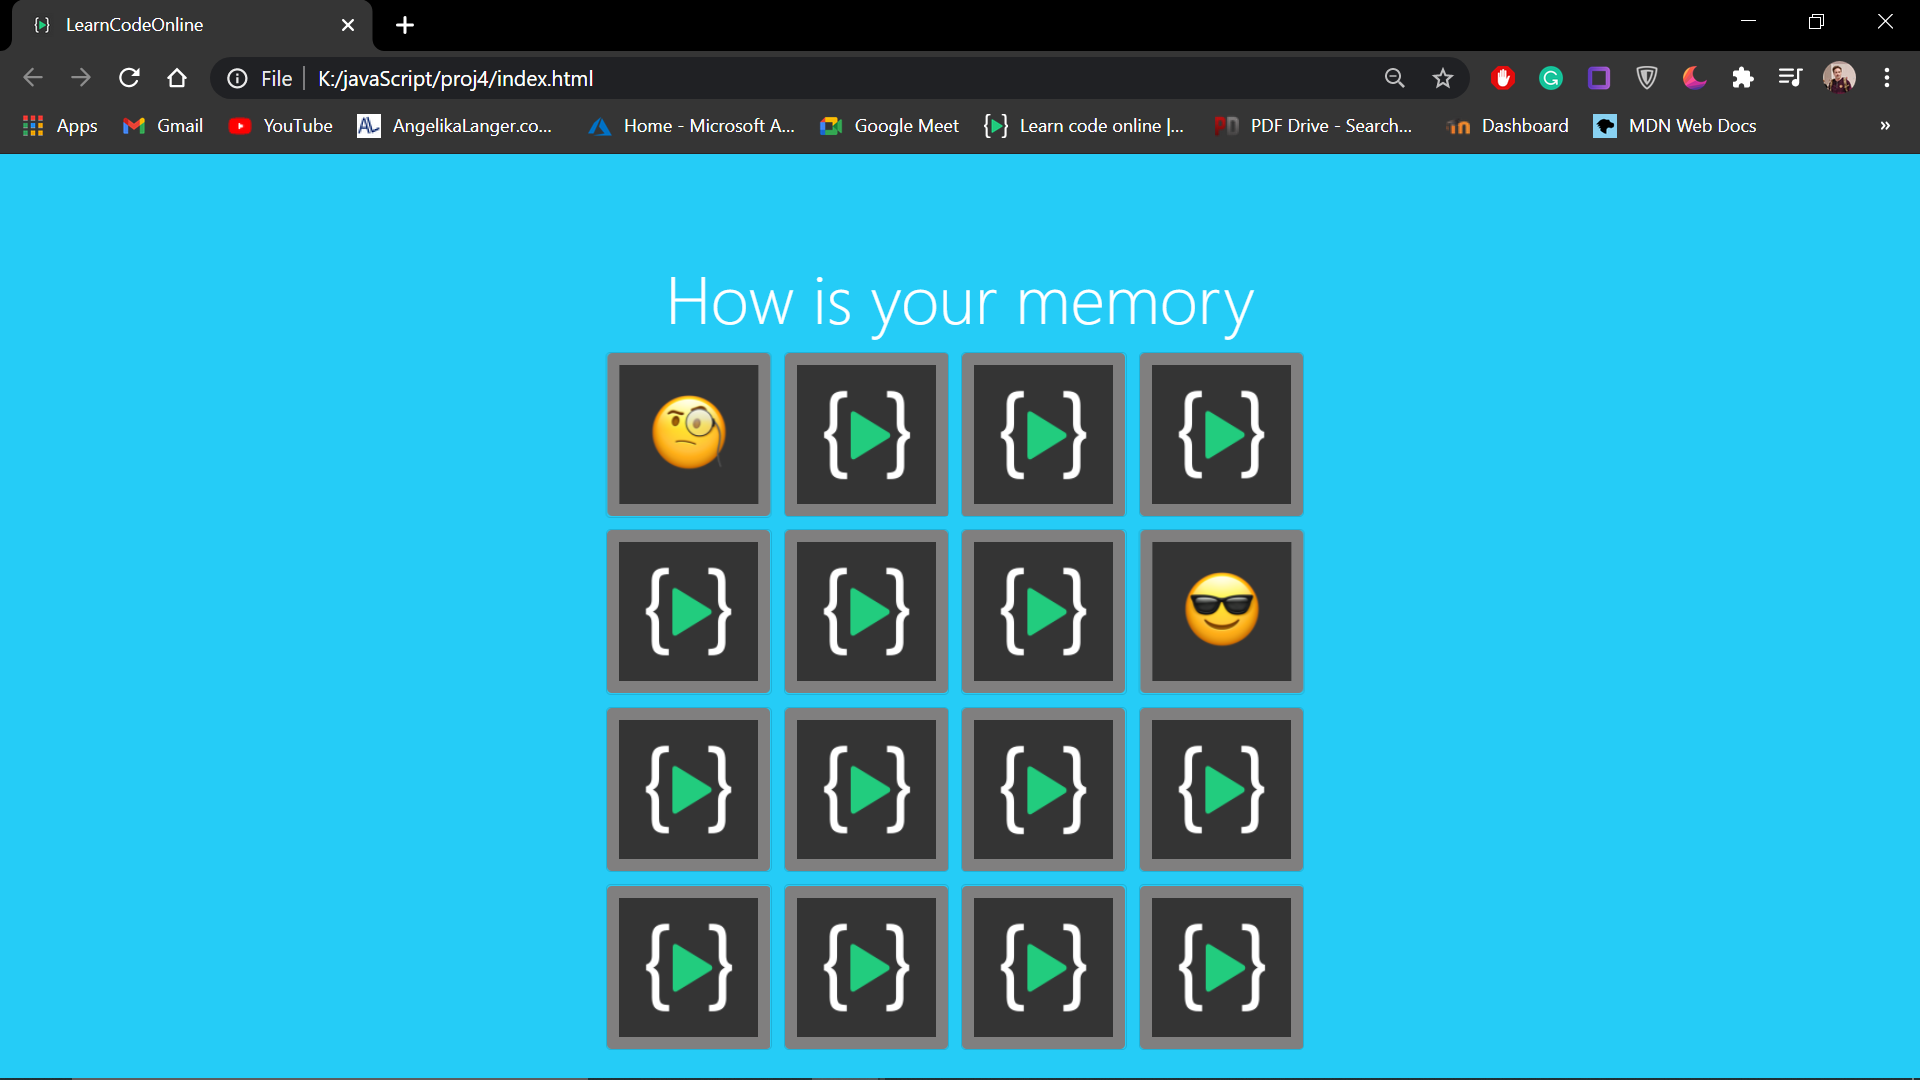 LearnCodeOnline
File K:/javaScript/proj4/index.html
Apps Gmail YouTube AngelikaLanger.co... Home - Microsoft A... Google Meet Learn code online |... PDF Drive - Search... Dashboard MDN Web Docs »
How is your memory